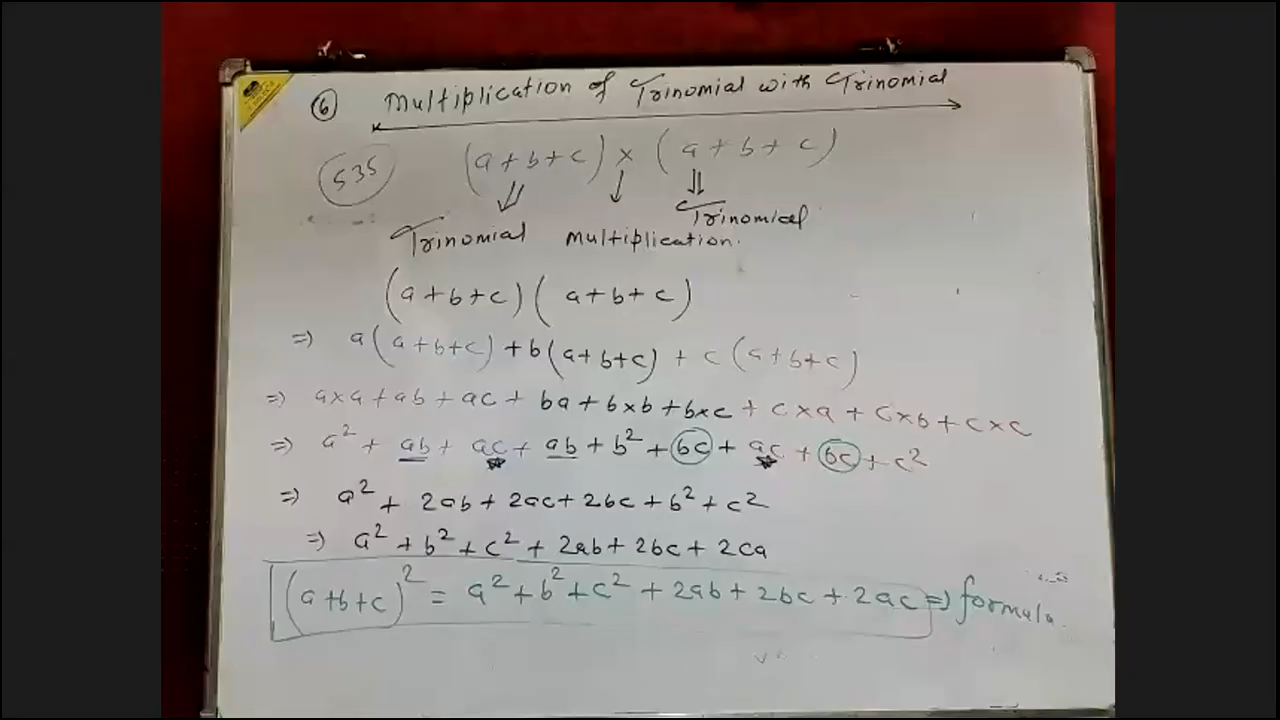 6 Multiplication of Trinomial with Trinomial
535 (a+b+c) × (a+b+c)
⇓ ↓ ⇓
Trinomial multiplication. Trinomial
(a+b+c)(a+b+c)
⇒ a(a+b+c) + b(a+b+c) + c(a+b+c)
⇒ a×a + ab + ac + ba + b×b + b×c + c×a + c×b + c×c
⇒ a² + ab + ac + ab + b² + bc + ac + bc + c²
⇒ a² + 2ab + 2ac + 2bc + b² + c²
⇒ a² + b² + c² + 2ab + 2bc + 2ca
(a+b+c)² = a² + b² + c² + 2ab + 2bc + 2ac ⇒ formula.